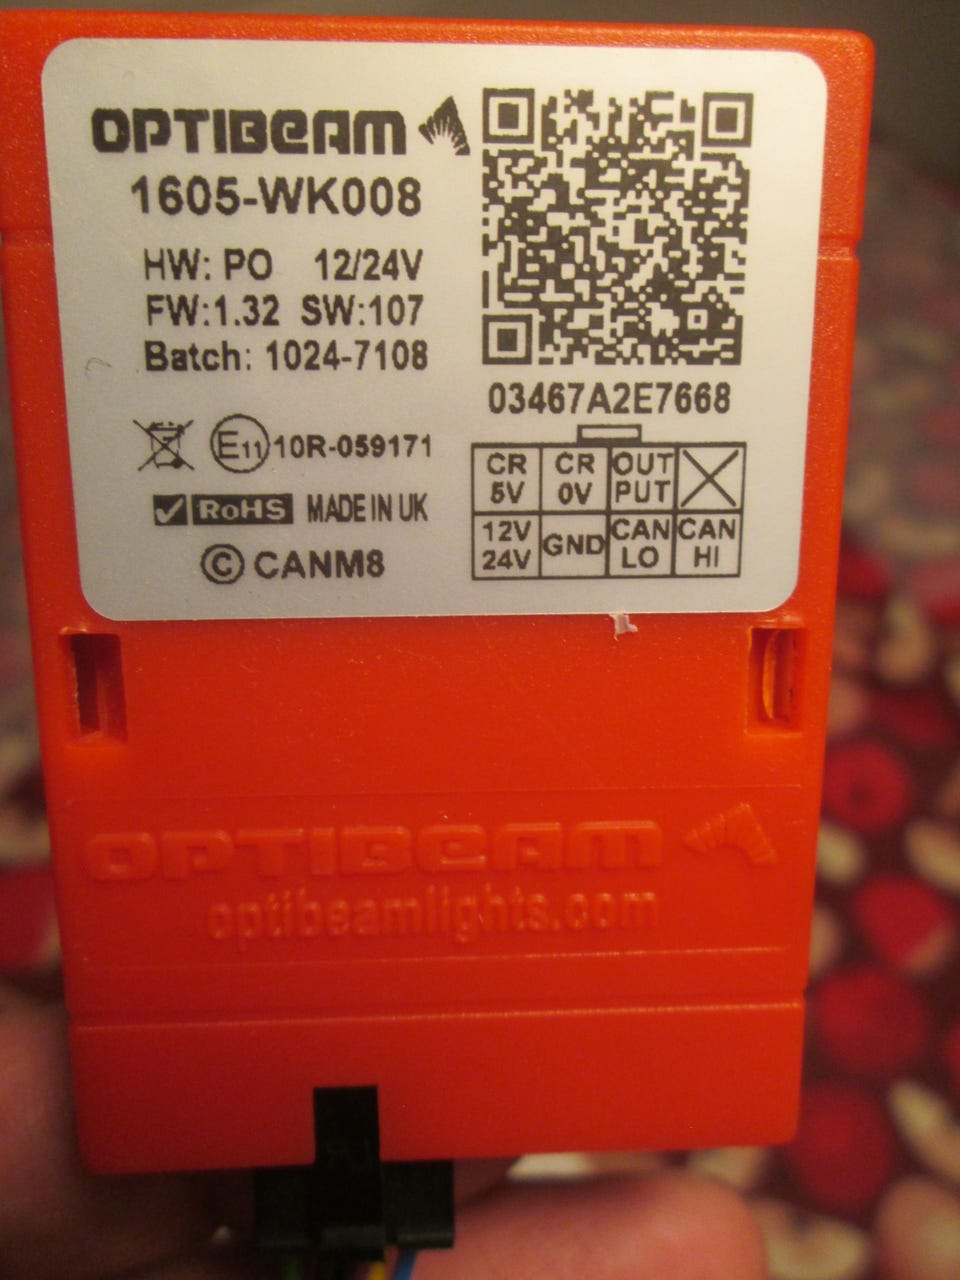 OPTIBEAM
1605-WK008
HW: PO 12/24V
FW:1.32 SW:107
Batch: 1024-7108
03467A2E7668
E11 10R-059171
RoHS MADE IN UK
© CANM8
CR 5V CR 0V OUT PUT
12V 24V GND CAN LO CAN HI
OPTIBEAM
optibeamlights.com